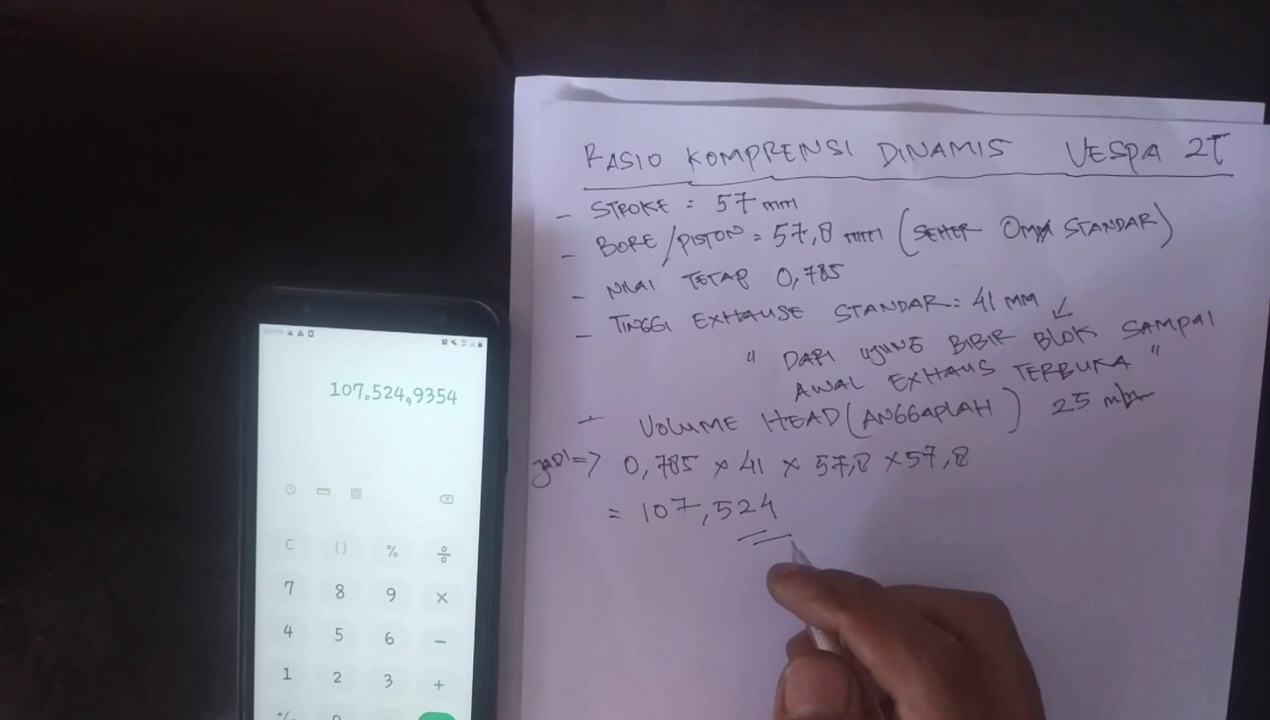 RASIO KOMPRENSI DINAMIS VESPA 2T
- STROKE = 57 mm
- BORE/PISTON = 57,8 mm (SEHER STANDAR)
- NILAI TETAP 0,785
- TINGGI EXHAUSE STANDAR: 41 MM
" DARI UJUNG BIBIR BLOK SAMPAI
AWAL EXHAUS TERBUKA "
- VOLUME HEAD (ANGGAPLAH) 25
JADI => 0,785 × 41 × 57,8 × 57,8
= 107,524
107.524,9354
C () % ÷
7 8 9 ×
4 5 6 −
1 2 3 +